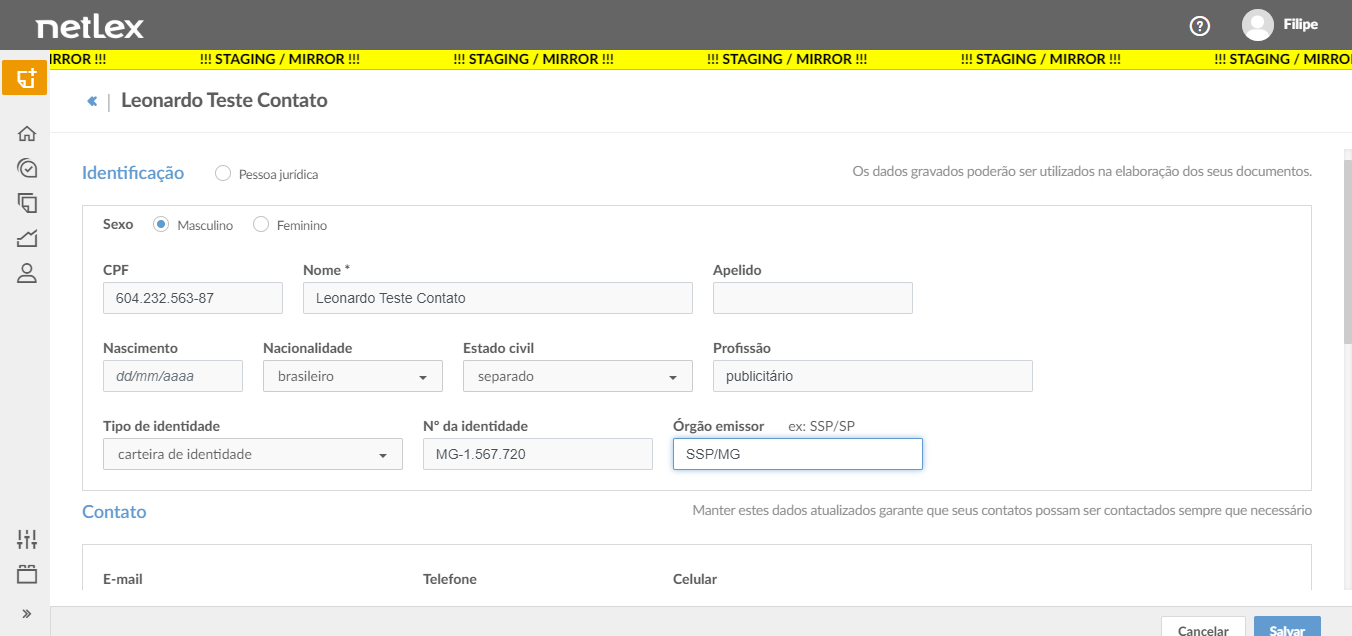 netlex
Filipe
RROR !!! !!! STAGING / MIRROR !!! !!! STAGING / MIRROR !!! !!! STAGING / MIRROR !!! !!! STAGING / MIRROR !!! !!! STAGING / MIRRO
Leonardo Teste Contato
Identificação Pessoa jurídica Os dados gravados poderão ser utilizados na elaboração dos seus documentos.
Sexo Masculino Feminino
CPF Nome * Apelido
604.232.563-87 Leonardo Teste Contato
Nascimento Nacionalidade Estado civil Profissão
dd/mm/aaaa brasileiro separado publicitário
Tipo de identidade Nº da identidade Órgão emissor ex: SSP/SP
carteira de identidade MG-1.567.720 SSP/MG
Contato Manter estes dados atualizados garante que seus contatos possam ser contactados sempre que necessário
E-mail Telefone Celular
Cancelar Salvar